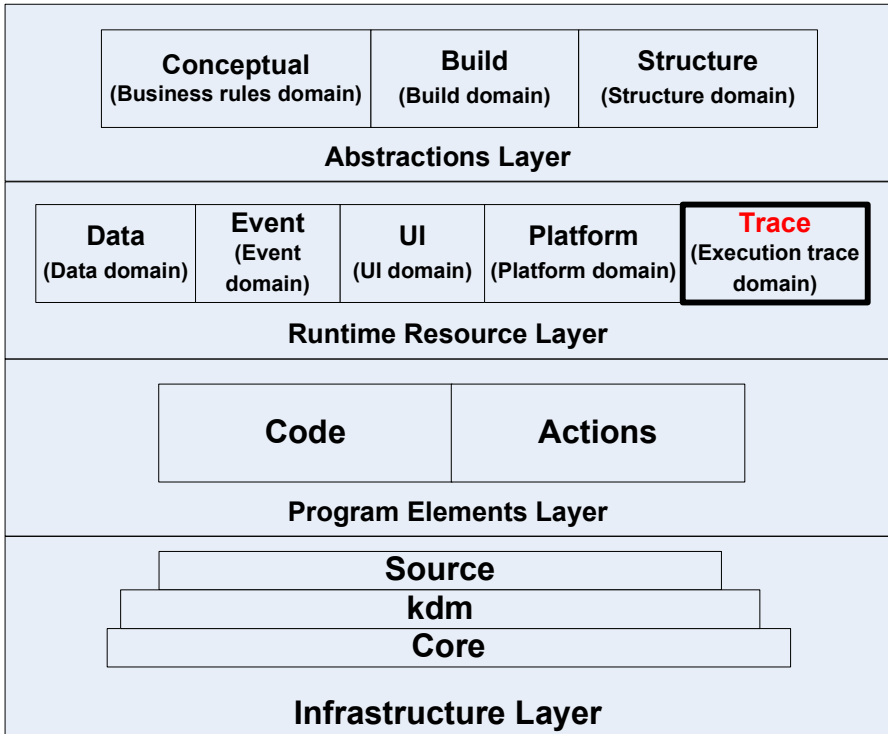 Conceptual
(Business rules domain)
Build
(Build domain)
Structure
(Structure domain)
Abstractions Layer
Data
(Data domain)
Event
(Event
domain)
UI
(UI domain)
Platform
(Platform domain)
Trace
(Execution trace
domain)
Runtime Resource Layer
Code
Actions
Program Elements Layer
Source
kdm
Core
Infrastructure Layer